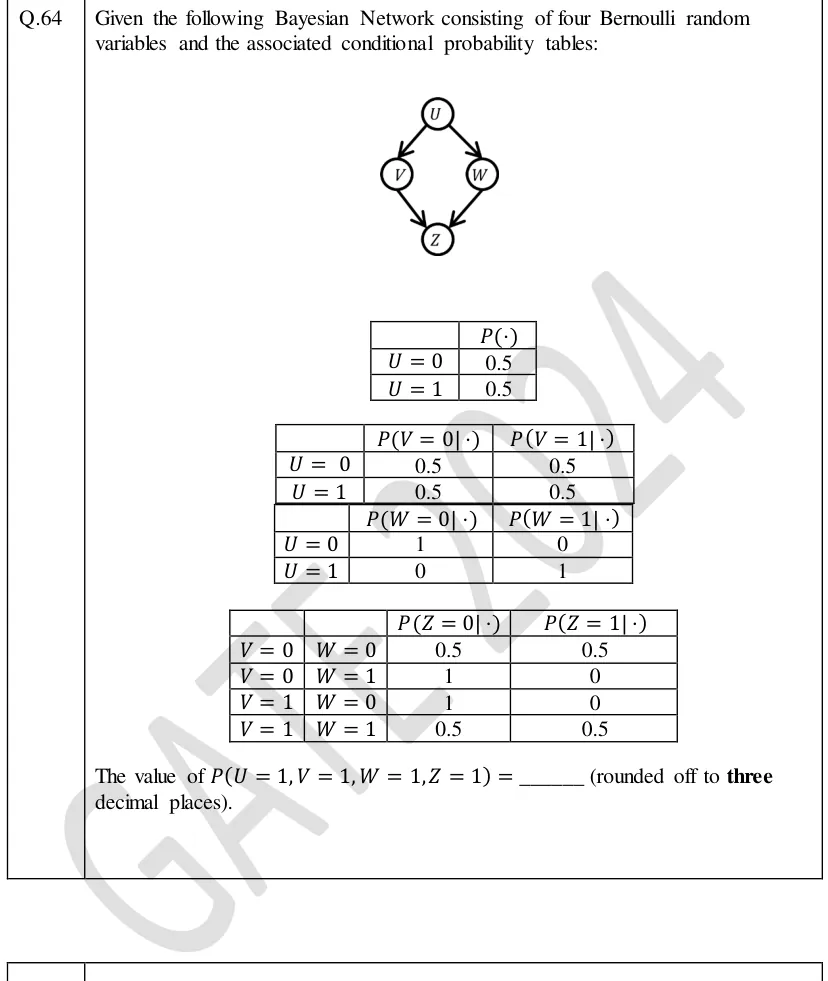 Q.64 Given the following Bayesian Network consisting of four Bernoulli random
variables and the associated conditional probability tables:
U
V W
Z
P(·)
U = 0 0.5
U = 1 0.5
P(V = 0| ·) P(V = 1| ·)
U = 0 0.5 0.5
U = 1 0.5 0.5
P(W = 0| ·) P(W = 1| ·)
U = 0 1 0
U = 1 0 1
P(Z = 0| ·) P(Z = 1| ·)
V = 0 W = 0 0.5 0.5
V = 0 W = 1 1 0
V = 1 W = 0 1 0
V = 1 W = 1 0.5 0.5
The value of P(U = 1, V = 1, W = 1, Z = 1) = ______ (rounded off to three
decimal places).
GATE 2024